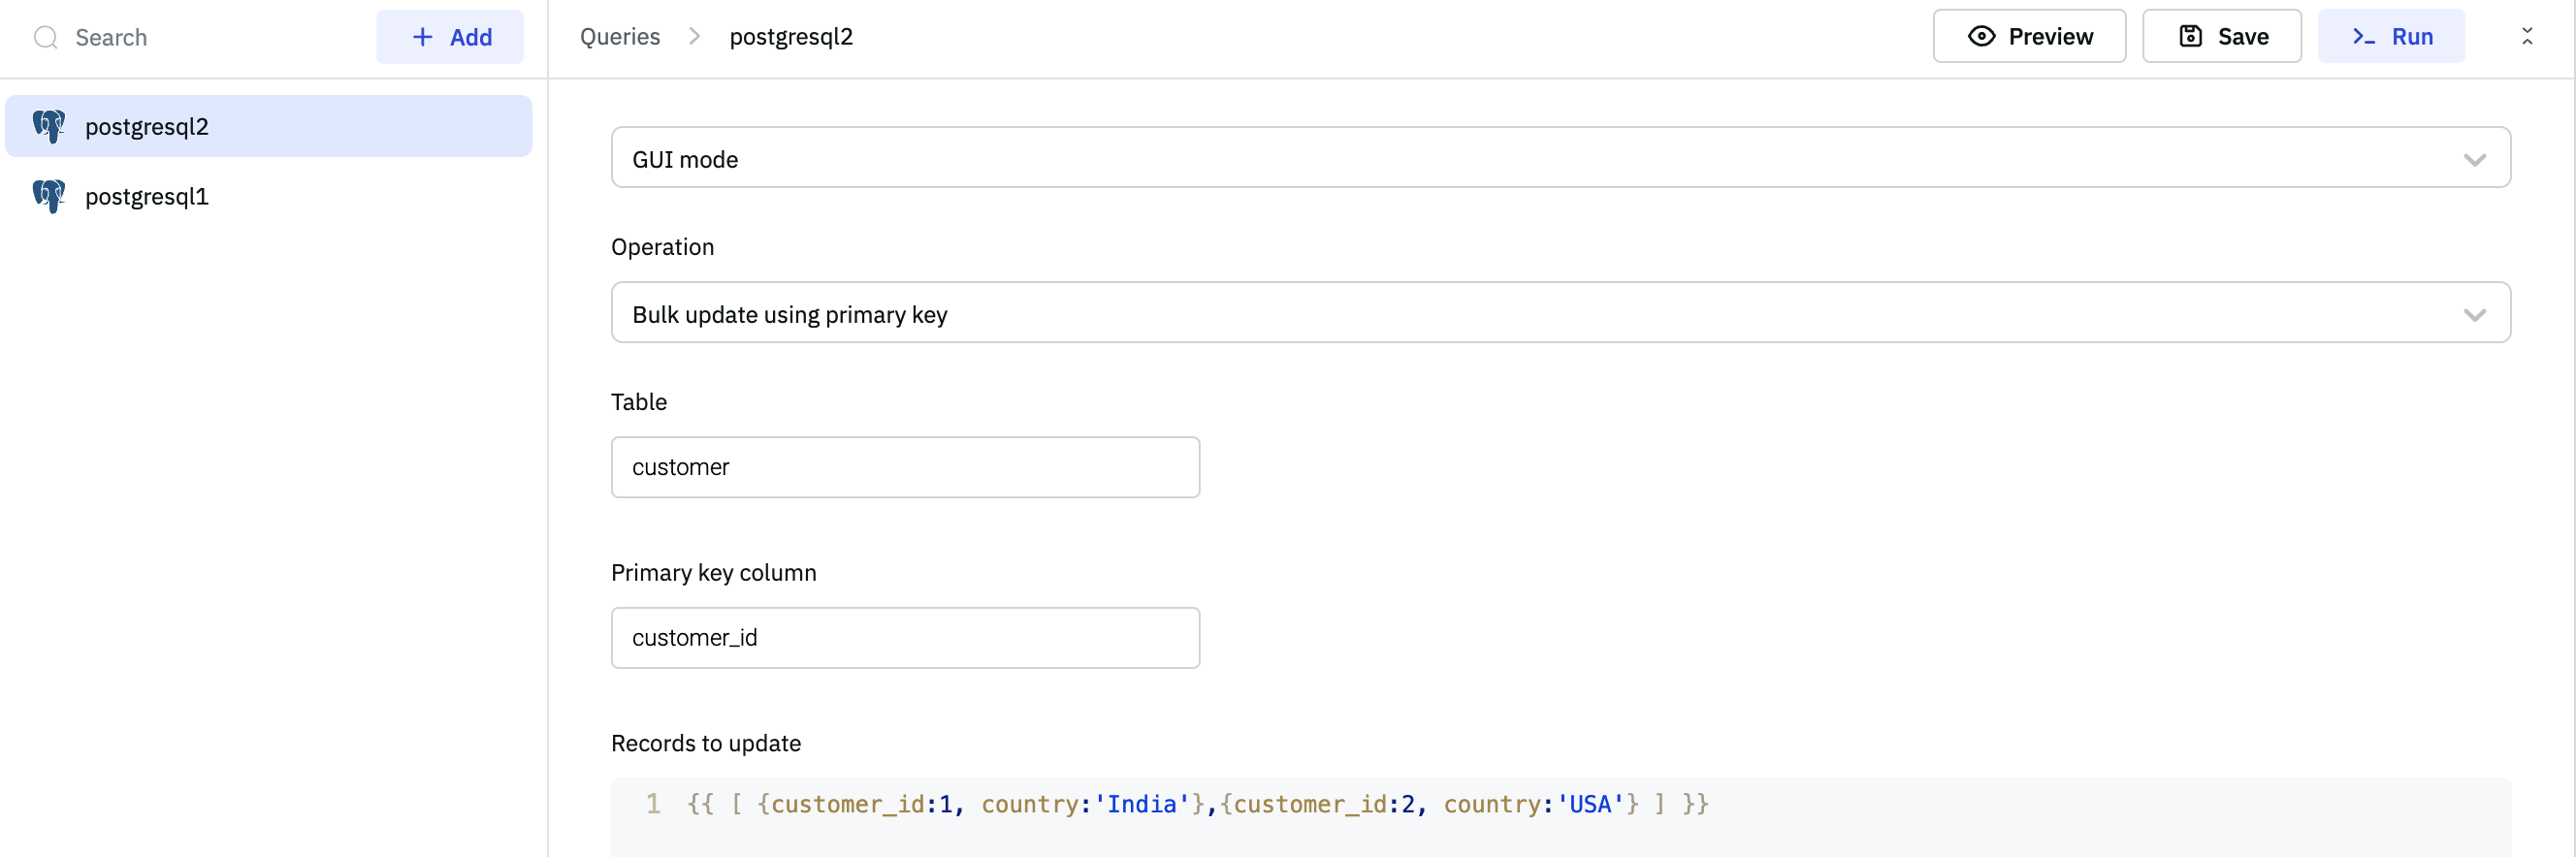 Search
+ Add
postgresql2
postgresql1
Queries > postgresql2
Preview
Save
Run
GUI mode
Operation
Bulk update using primary key
Table
customer
Primary key column
customer_id
Records to update
1 {{ [ {customer_id:1, country:'India'},{customer_id:2, country:'USA'} ] }}